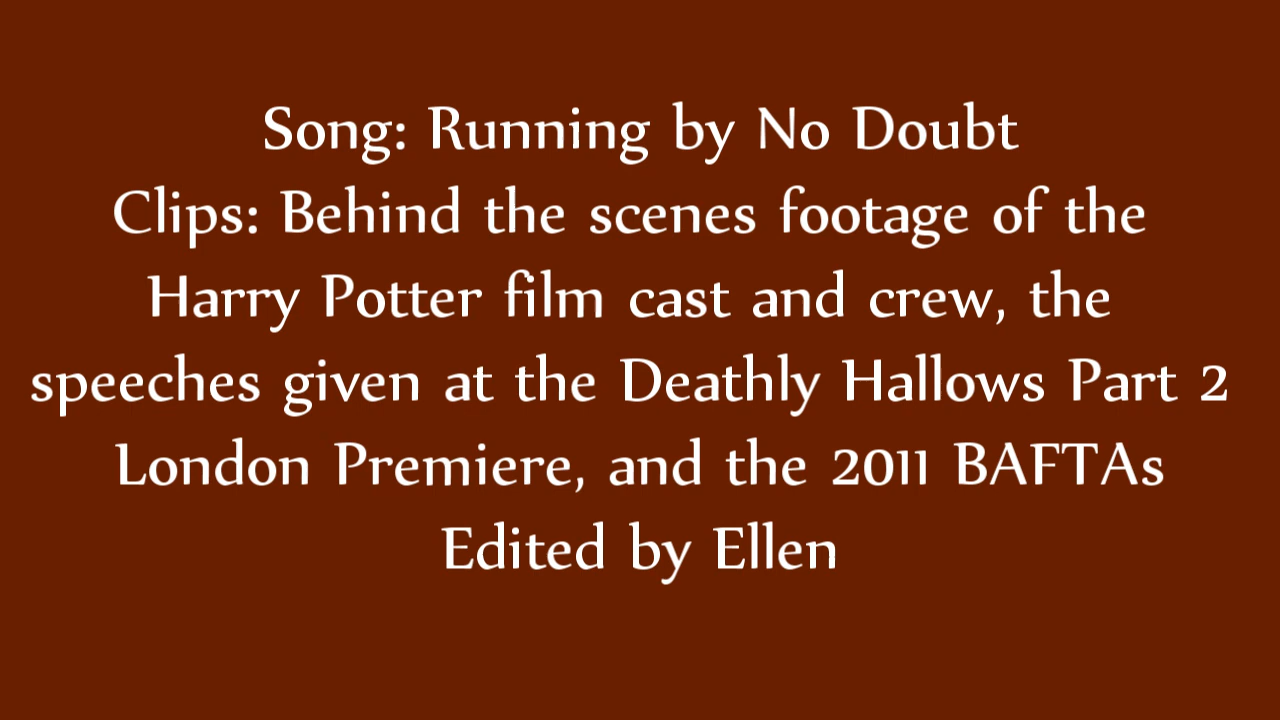 Song: Running by No Doubt
Clips: Behind the scenes footage of the
Harry Potter film cast and crew, the
speeches given at the Deathly Hallows Part 2
London Premiere, and the 2011 BAFTAs
Edited by Ellen